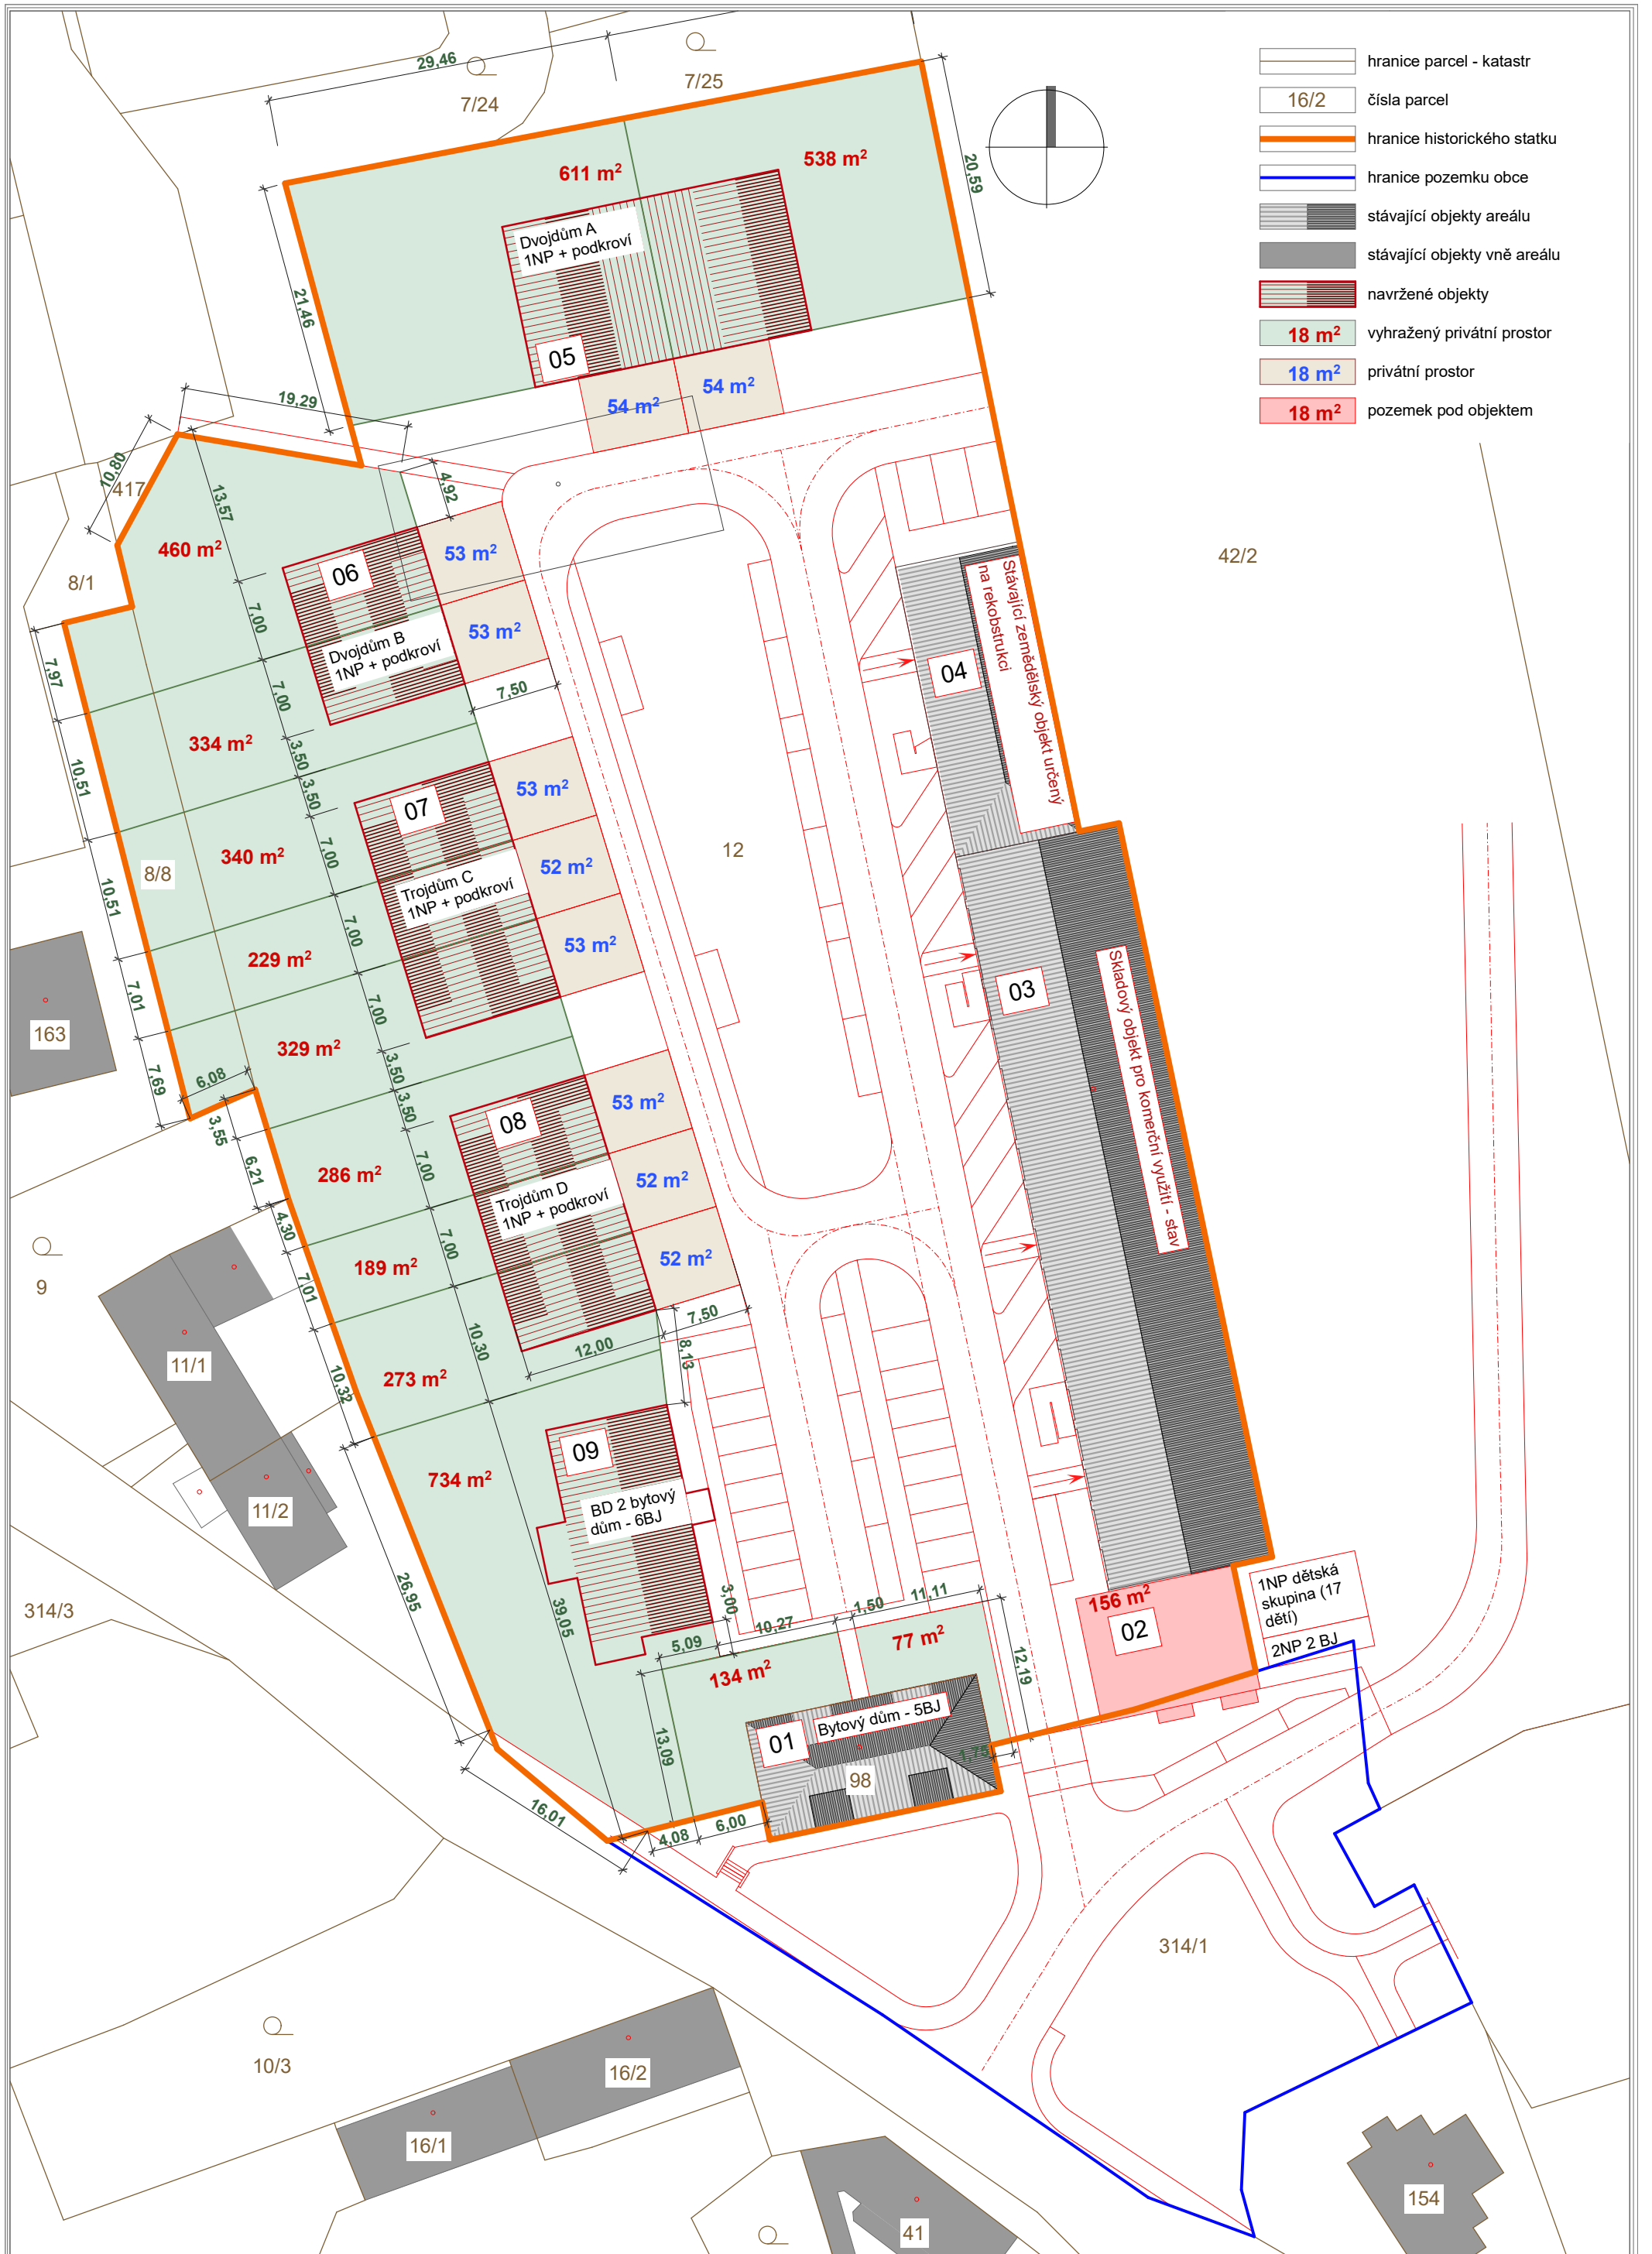 hranice parcel - katastr
16/2
čísla parcel
hranice historického statku
hranice pozemku obce
stávající objekty areálu
stávající objekty vně areálu
navržené objekty
18 m²
vyhražený privátní prostor
18 m²
privátní prostor
18 m²
pozemek pod objektem
29,46
7/24
7/25
611 m²
538 m²
20,59
Dvojdům A
1NP + podkroví
05
21,46
54 m²
54 m²
19,29
10,80
417
13,57
4,92
460 m²
8/1
06
53 m²
53 m²
Dvojdům B
1NP + podkroví
7,00
7,97
7,00
7,50
334 m²
3,50
3,50
10,51
42/2
Stávající zemědělský objekt určený
na rekobstrukci
04
07
53 m²
52 m²
53 m²
Trojdům C
1NP + podkroví
340 m²
7,00
8/8
12
10,51
229 m²
7,00
7,01
163
329 m²
7,00
7,69
6,08
3,50
3,50
03
Skladový objekt pro komerční využití - stav
3,55
6,21
286 m²
7,00
08
53 m²
52 m²
52 m²
Trojdům D
1NP + podkroví
4,30
189 m²
7,00
7,01
9
11/1
10,30
12,00
7,50
8,13
273 m²
10,32
734 m²
09
BD 2 bytový
dům - 6BJ
11/2
26,95
39,05
314/3
3,00
5,09
10,27
1,50
11,11
134 m²
77 m²
12,19
156 m²
02
1NP dětská
skupina (17
dětí)
2NP 2 BJ
13,09
01
Bytový dům - 5BJ
1,75
98
16,01
4,08
6,00
314/1
10/3
16/2
16/1
41
154